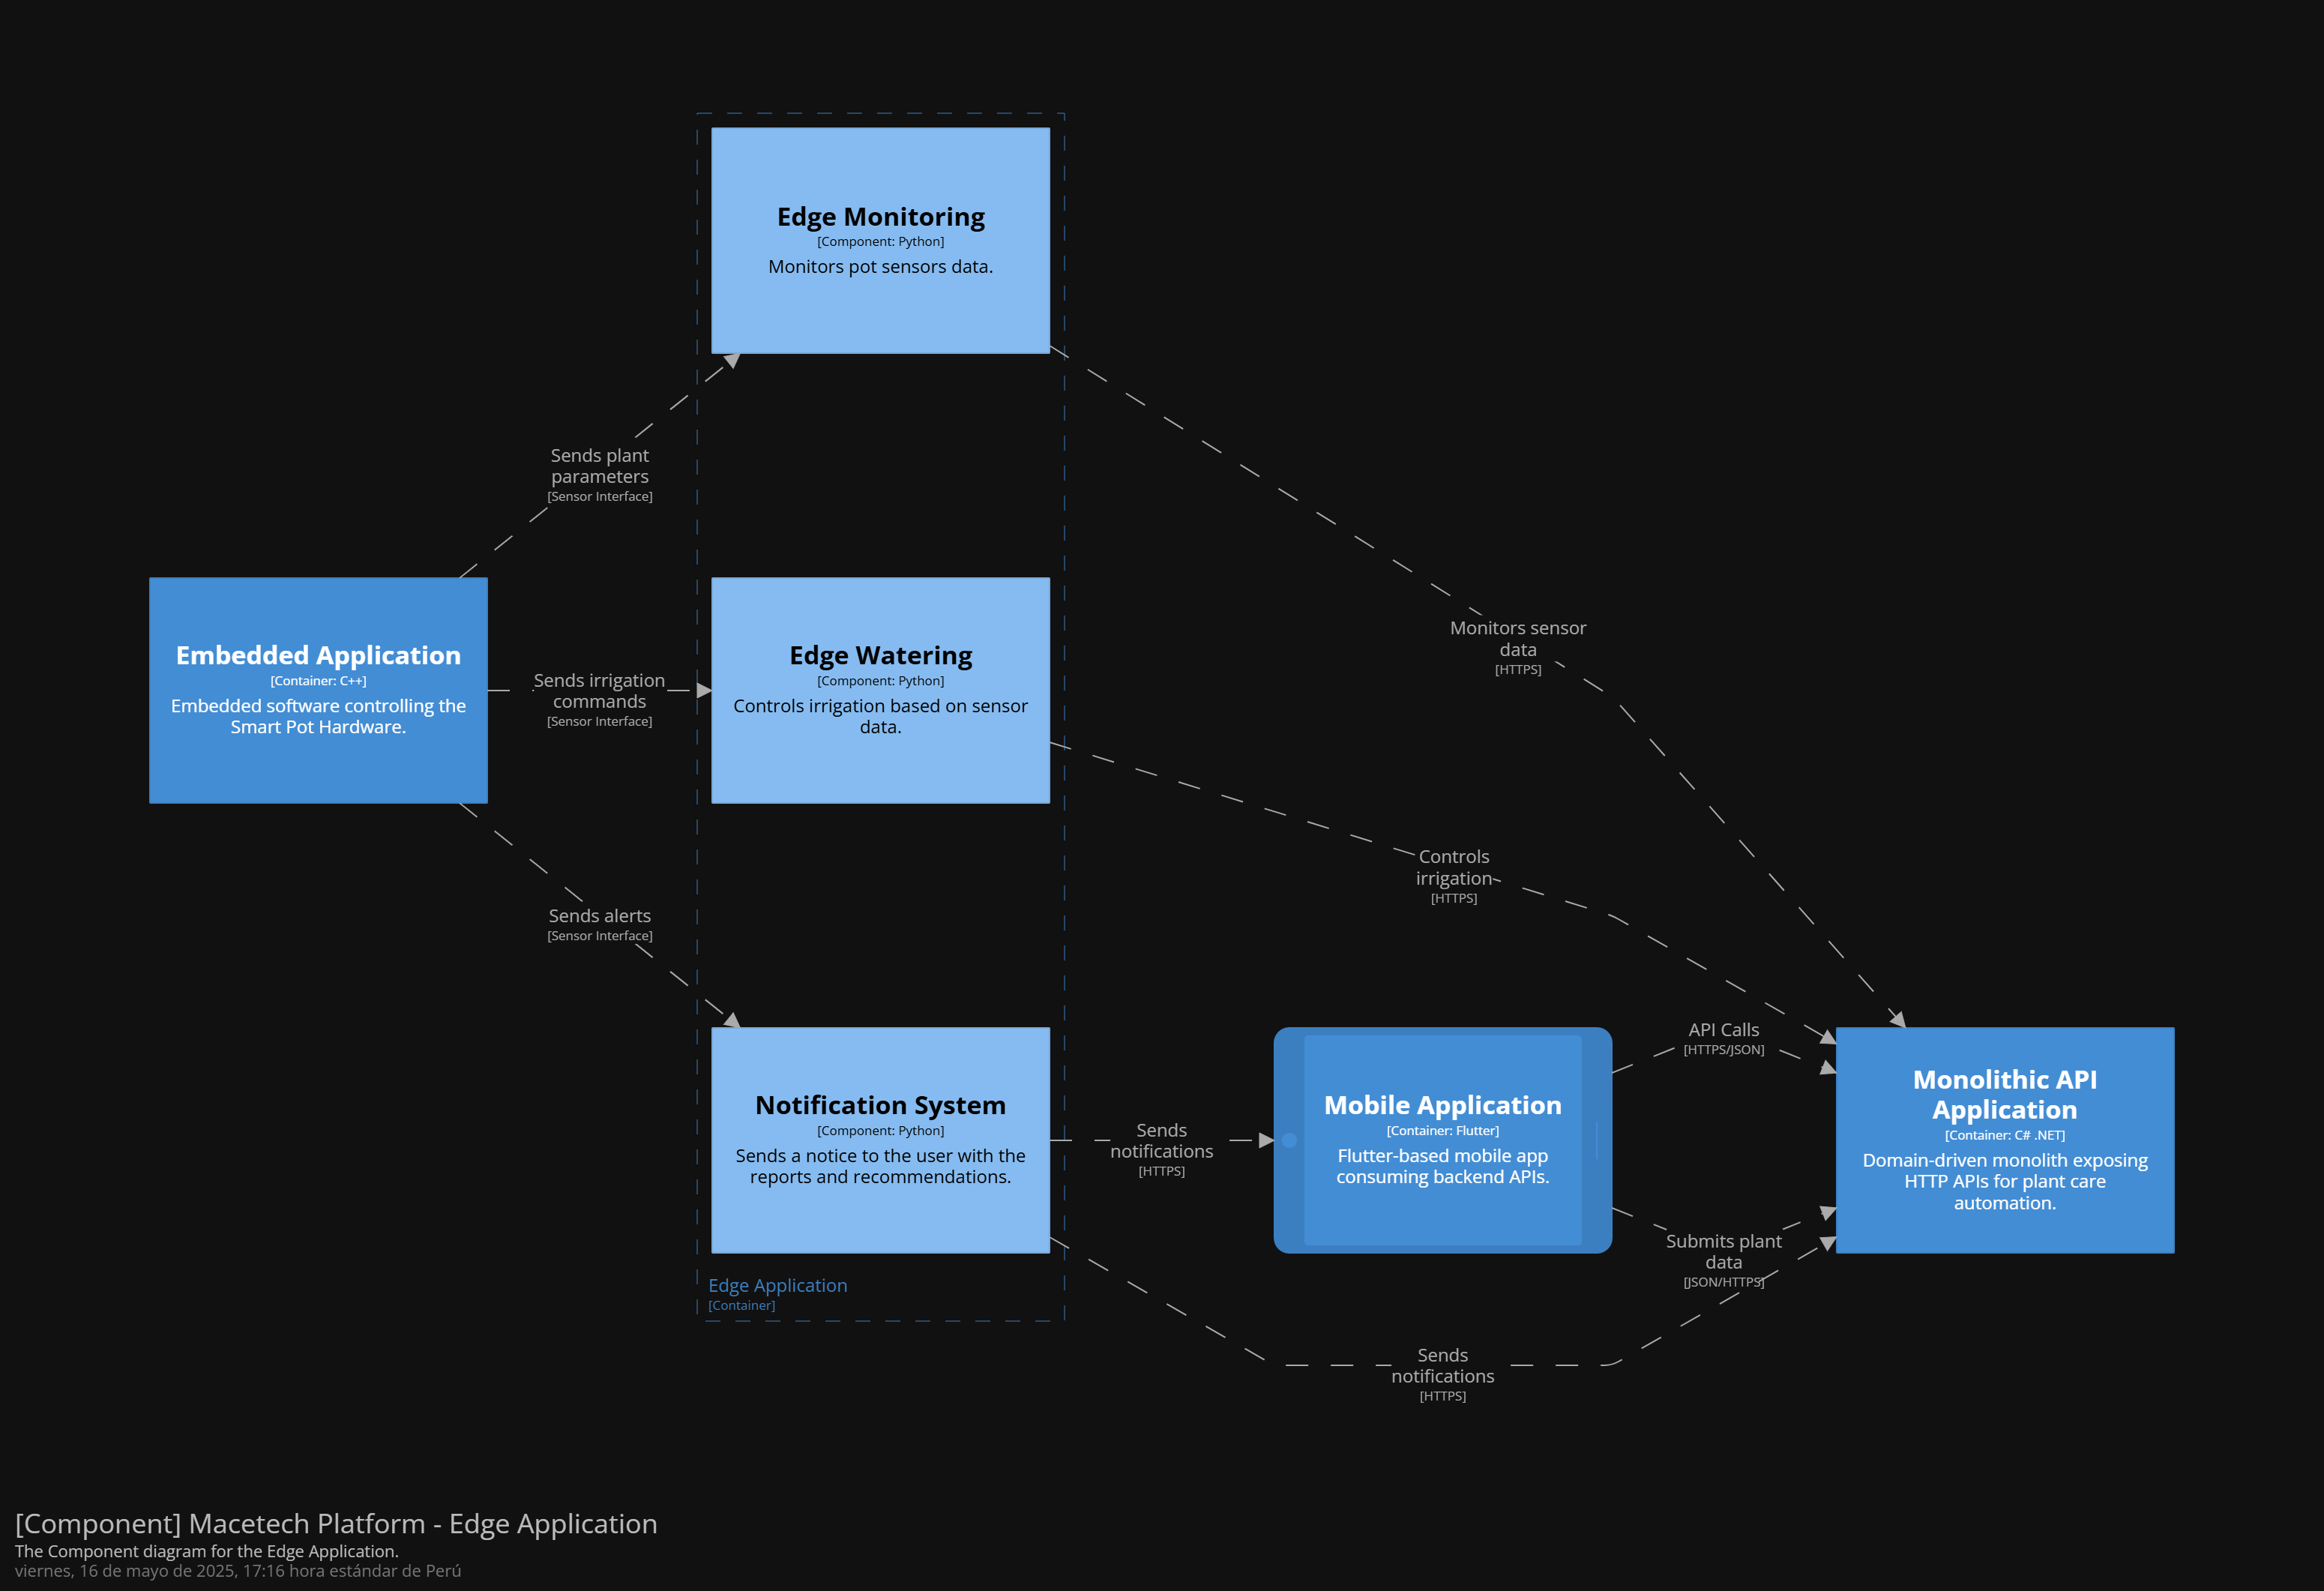 Edge Monitoring
[Component: Python]
Monitors pot sensors data.
Sends plant
parameters
[Sensor Interface]
Embedded Application
[Container: C++]
Embedded software controlling the
Smart Pot Hardware.
Sends irrigation
commands
[Sensor Interface]
Edge Watering
[Component: Python]
Controls irrigation based on sensor
data.
Monitors sensor
data
[HTTPS]
Controls
irrigation
[HTTPS]
Sends alerts
[Sensor Interface]
Notification System
[Component: Python]
Sends a notice to the user with the
reports and recommendations.
Sends
notifications
[HTTPS]
Mobile Application
[Container: Flutter]
Flutter-based mobile app
consuming backend APIs.
API Calls
[HTTPS/JSON]
Monolithic API
Application
[Container: C# .NET]
Domain-driven monolith exposing
HTTP APIs for plant care
automation.
Submits plant
data
[JSON/HTTPS]
Edge Application
[Container]
Sends
notifications
[HTTPS]
[Component] Macetech Platform - Edge Application
The Component diagram for the Edge Application.
viernes, 16 de mayo de 2025, 17:16 hora estándar de Perú